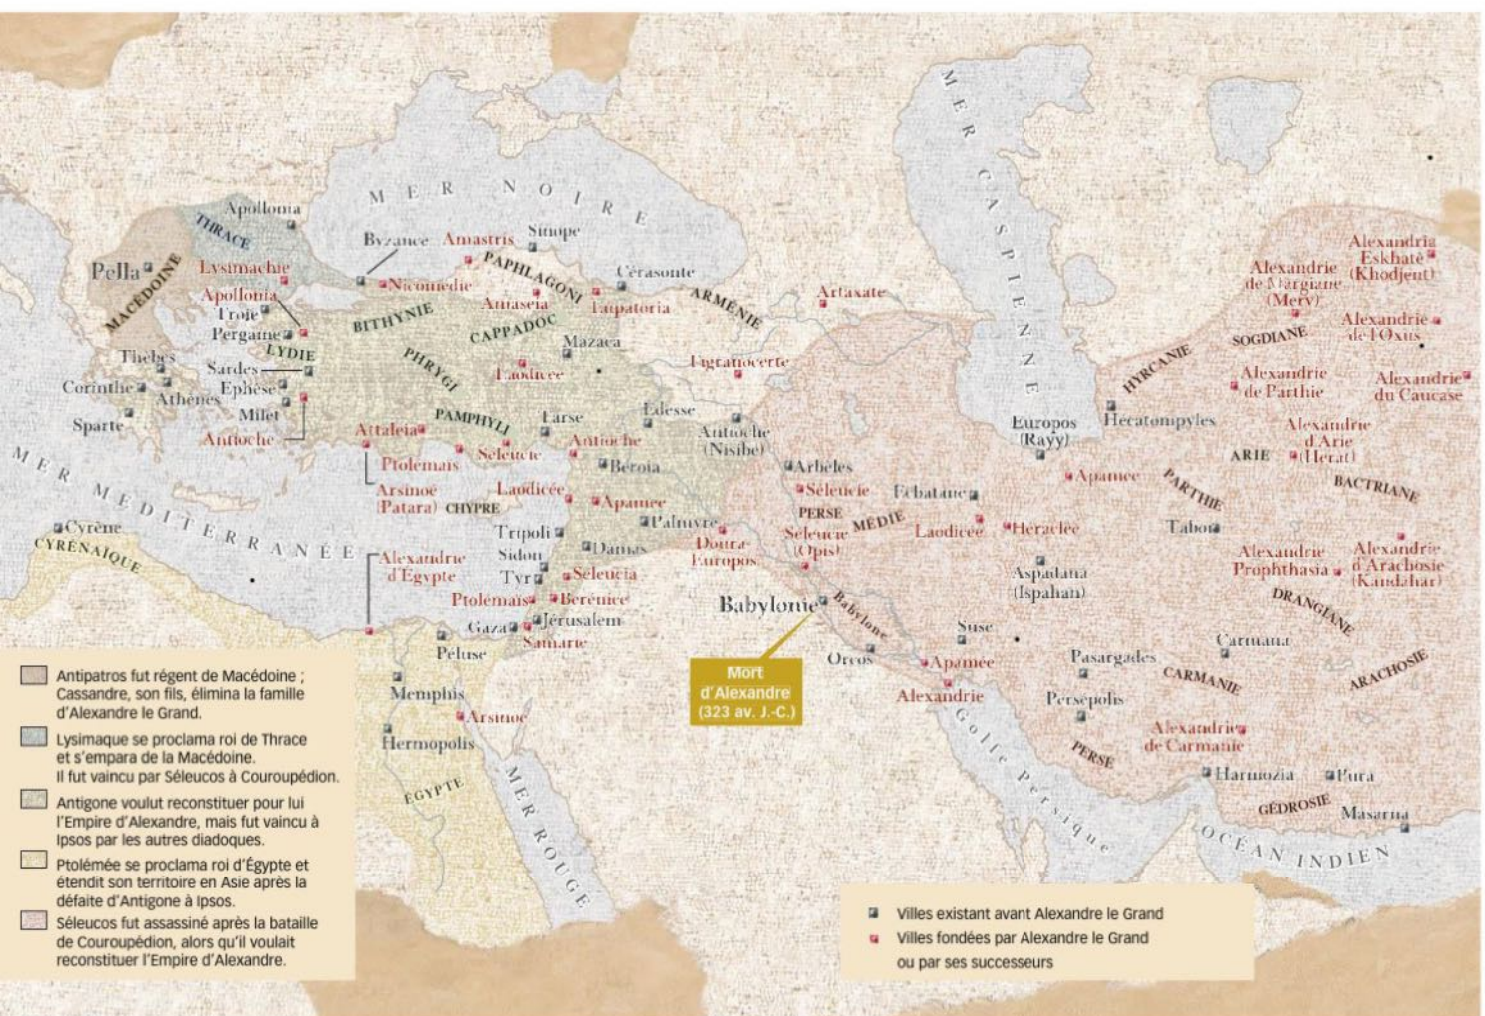 MER NOIRE
MER CASPIENNE
Apollonia
THRACE
Byzance
Amastris
Sinope
Pella
MACÉDOINE
Lysimachie
Nicomédie
PAPHLAGONI
Cérasonte
Apollonia
Troie
Pergame
BITHYNIE
Amaseia
Eupatoria
ARMÉNIE
Artaxate
CAPPADOC
Mazaca
LYDIE
PHRYGI
Thèbes
Sardes
Laodicée
Tigranocerte
Corinthe
Athènes
Ephèse
Milet
Sparte
Antioche
PAMPHYLI
Attaleia
Tarse
Edesse
Antioche
(Nisibe)
Ptolemaïs
Séleucie
Antioche
Béroia
Arbèles
Arsinoé
(Patara)
CHYPRE
Laodicée
Apamée
Séleucie
PERSE
MÉDIE
Ecbatane
MER MÉDITERRANÉE
Cyrène
CYRÉNAÏQUE
Tripoli
Palmyre
Sidon
Damas
Doura-
Europos
Séleucie
(Opis)
Laodicée
Héraclée
Alexandrie
d'Égypte
Tyr
Séleucia
Ptolemaïs
Bérénice
Gaza
Jérusalem
Samarie
Péluse
Babylonie
Babylone
Orcos
Suse
Apamée
Alexandrie
Memphis
Arsinoé
Hermopolis
ÉGYPTE
MER ROUGE
Mort
d'Alexandre
(323 av. J.-C.)
Europos
(Rayy)
Hécatompyles
HYRCANIE
Alexandrie
de Margiane
(Merv)
Alexandria
Eskhatè
(Khodjent)
SOGDIANE
Alexandrie
de l'Oxus
Alexandrie
de Parthie
Alexandrie
du Caucase
Alexandrie
d'Arie
(Hérat)
ARIE
Apamée
PARTHIE
BACTRIANE
Tabou
Aspadana
(Ispahan)
Alexandrie
Prophthasia
Alexandrie
d'Arachosie
(Kandahar)
DRANGIANE
Pasargades
Carmana
CARMANIE
ARACHOSIE
Persépolis
Alexandrie
de Carmanie
PERSE
Harmozia
Pura
GÉDROSIE
Masarna
Golfe Persique
OCÉAN INDIEN
Antipatros fut régent de Macédoine ;
Cassandre, son fils, élimina la famille
d'Alexandre le Grand.
Lysimaque se proclama roi de Thrace
et s'empara de la Macédoine.
Il fut vaincu par Séleucos à Couroupédion.
Antigone voulut reconstituer pour lui
l'Empire d'Alexandre, mais fut vaincu à
Ipsos par les autres diadoques.
Ptolémée se proclama roi d'Égypte et
étendit son territoire en Asie après la
défaite d'Antigone à Ipsos.
Séleucos fut assassiné après la bataille
de Couroupédion, alors qu'il voulait
reconstituer l'Empire d'Alexandre.
Villes existant avant Alexandre le Grand
Villes fondées par Alexandre le Grand
ou par ses successeurs